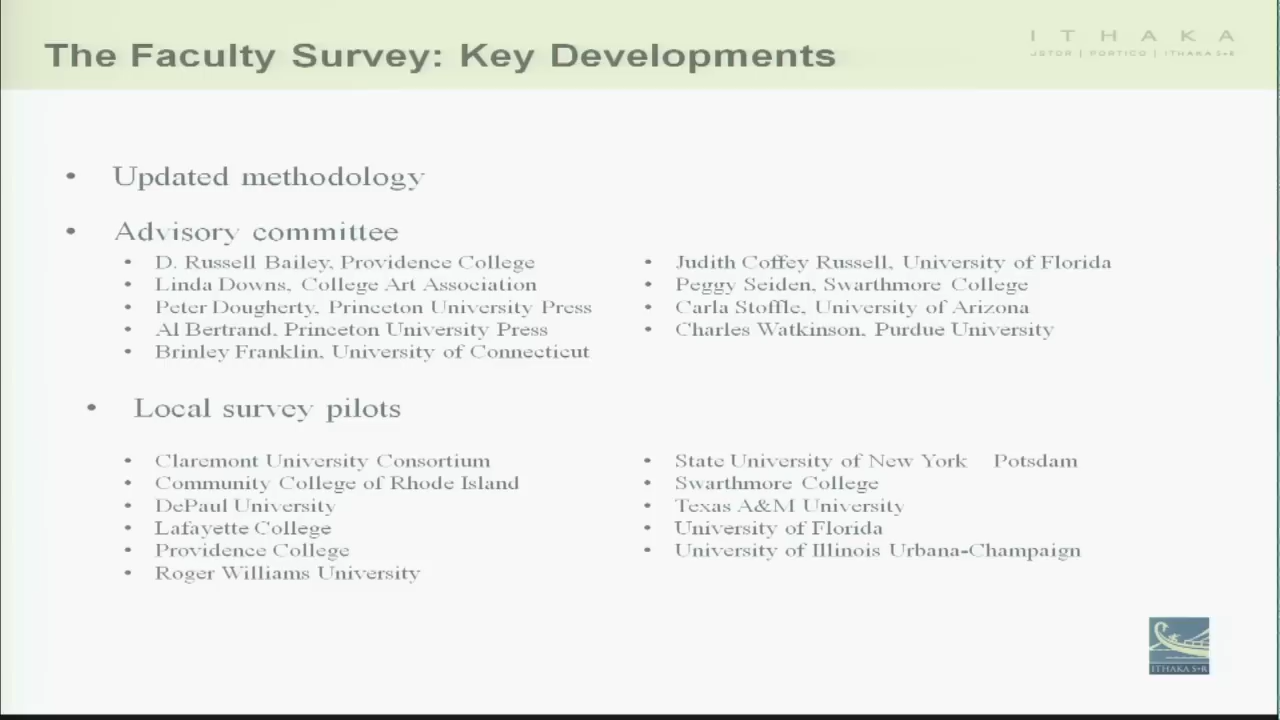 The Faculty Survey: Key Developments
ITHAKA
JSTOR | PORTICO | ITHAKA S+R
• Updated methodology
• Advisory committee
• D. Russell Bailey, Providence College
• Linda Downs, College Art Association
• Peter Dougherty, Princeton University Press
• Al Bertrand, Princeton University Press
• Brinley Franklin, University of Connecticut
• Judith Coffey Russell, University of Florida
• Peggy Seiden, Swarthmore College
• Carla Stoffle, University of Arizona
• Charles Watkinson, Purdue University
• Local survey pilots
• Claremont University Consortium
• Community College of Rhode Island
• DePaul University
• Lafayette College
• Providence College
• Roger Williams University
• State University of New York Potsdam
• Swarthmore College
• Texas A&M University
• University of Florida
• University of Illinois Urbana-Champaign
ITHAKA S+R